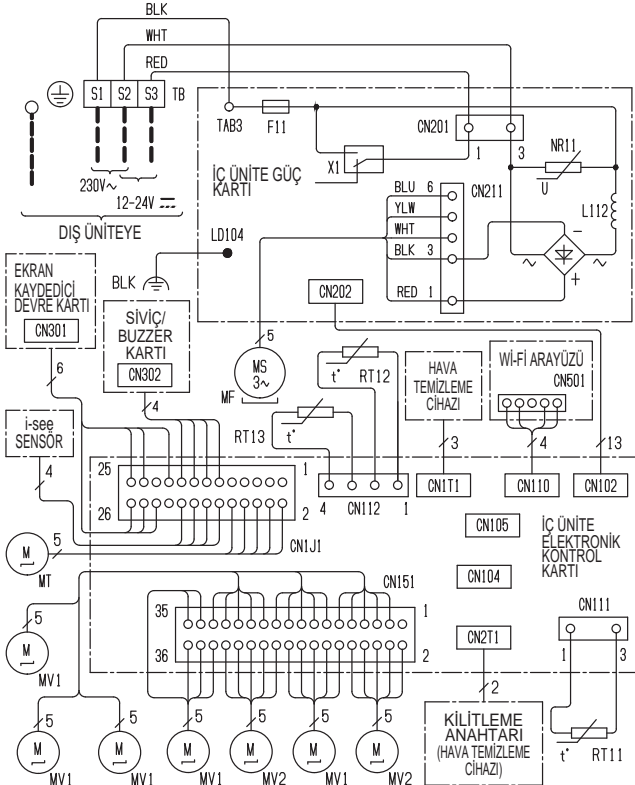 BLK
WHT
RED
S1 S2 S3 TB
TAB3 F11
CN201
1 3
NR11
U
X1
İÇ ÜNİTE GÜÇ
KARTI
L112
230V~
12-24V
DIŞ ÜNİTEYE
BLU 6
YLW
WHT
BLK 3
RED 1
CN211
~ ~
−
+
LD104
BLK
CN202
EKRAN
KAYDEDİCİ
DEVRE KARTI
CN301
6
SİVİÇ/
BUZZER
KARTI
CN302
4
5
MS
3~
MF
t° RT12
RT13 t°
HAVA
TEMİZLEME
CİHAZI
3
Wİ-Fİ ARAYÜZÜ
CN501
4
13
i-see
SENSÖR
4
25 1
26 2
CN1J1
4 CN112 1
CN1T1
CN110
CN102
CN105
CN104
CN2T1
İÇ ÜNİTE
ELEKTRONİK
KONTROL
KARTI
5
M
MT
CN151
35 1
36 2
CN111
1 3
5
M
MV1
2
KİLİTLEME
ANAHTARI
(HAVA TEMİZLEME
CİHAZI)
t° RT11
5 5 5 5 5 5
M M M M M M
MV1 MV1 MV1 MV2 MV1 MV2